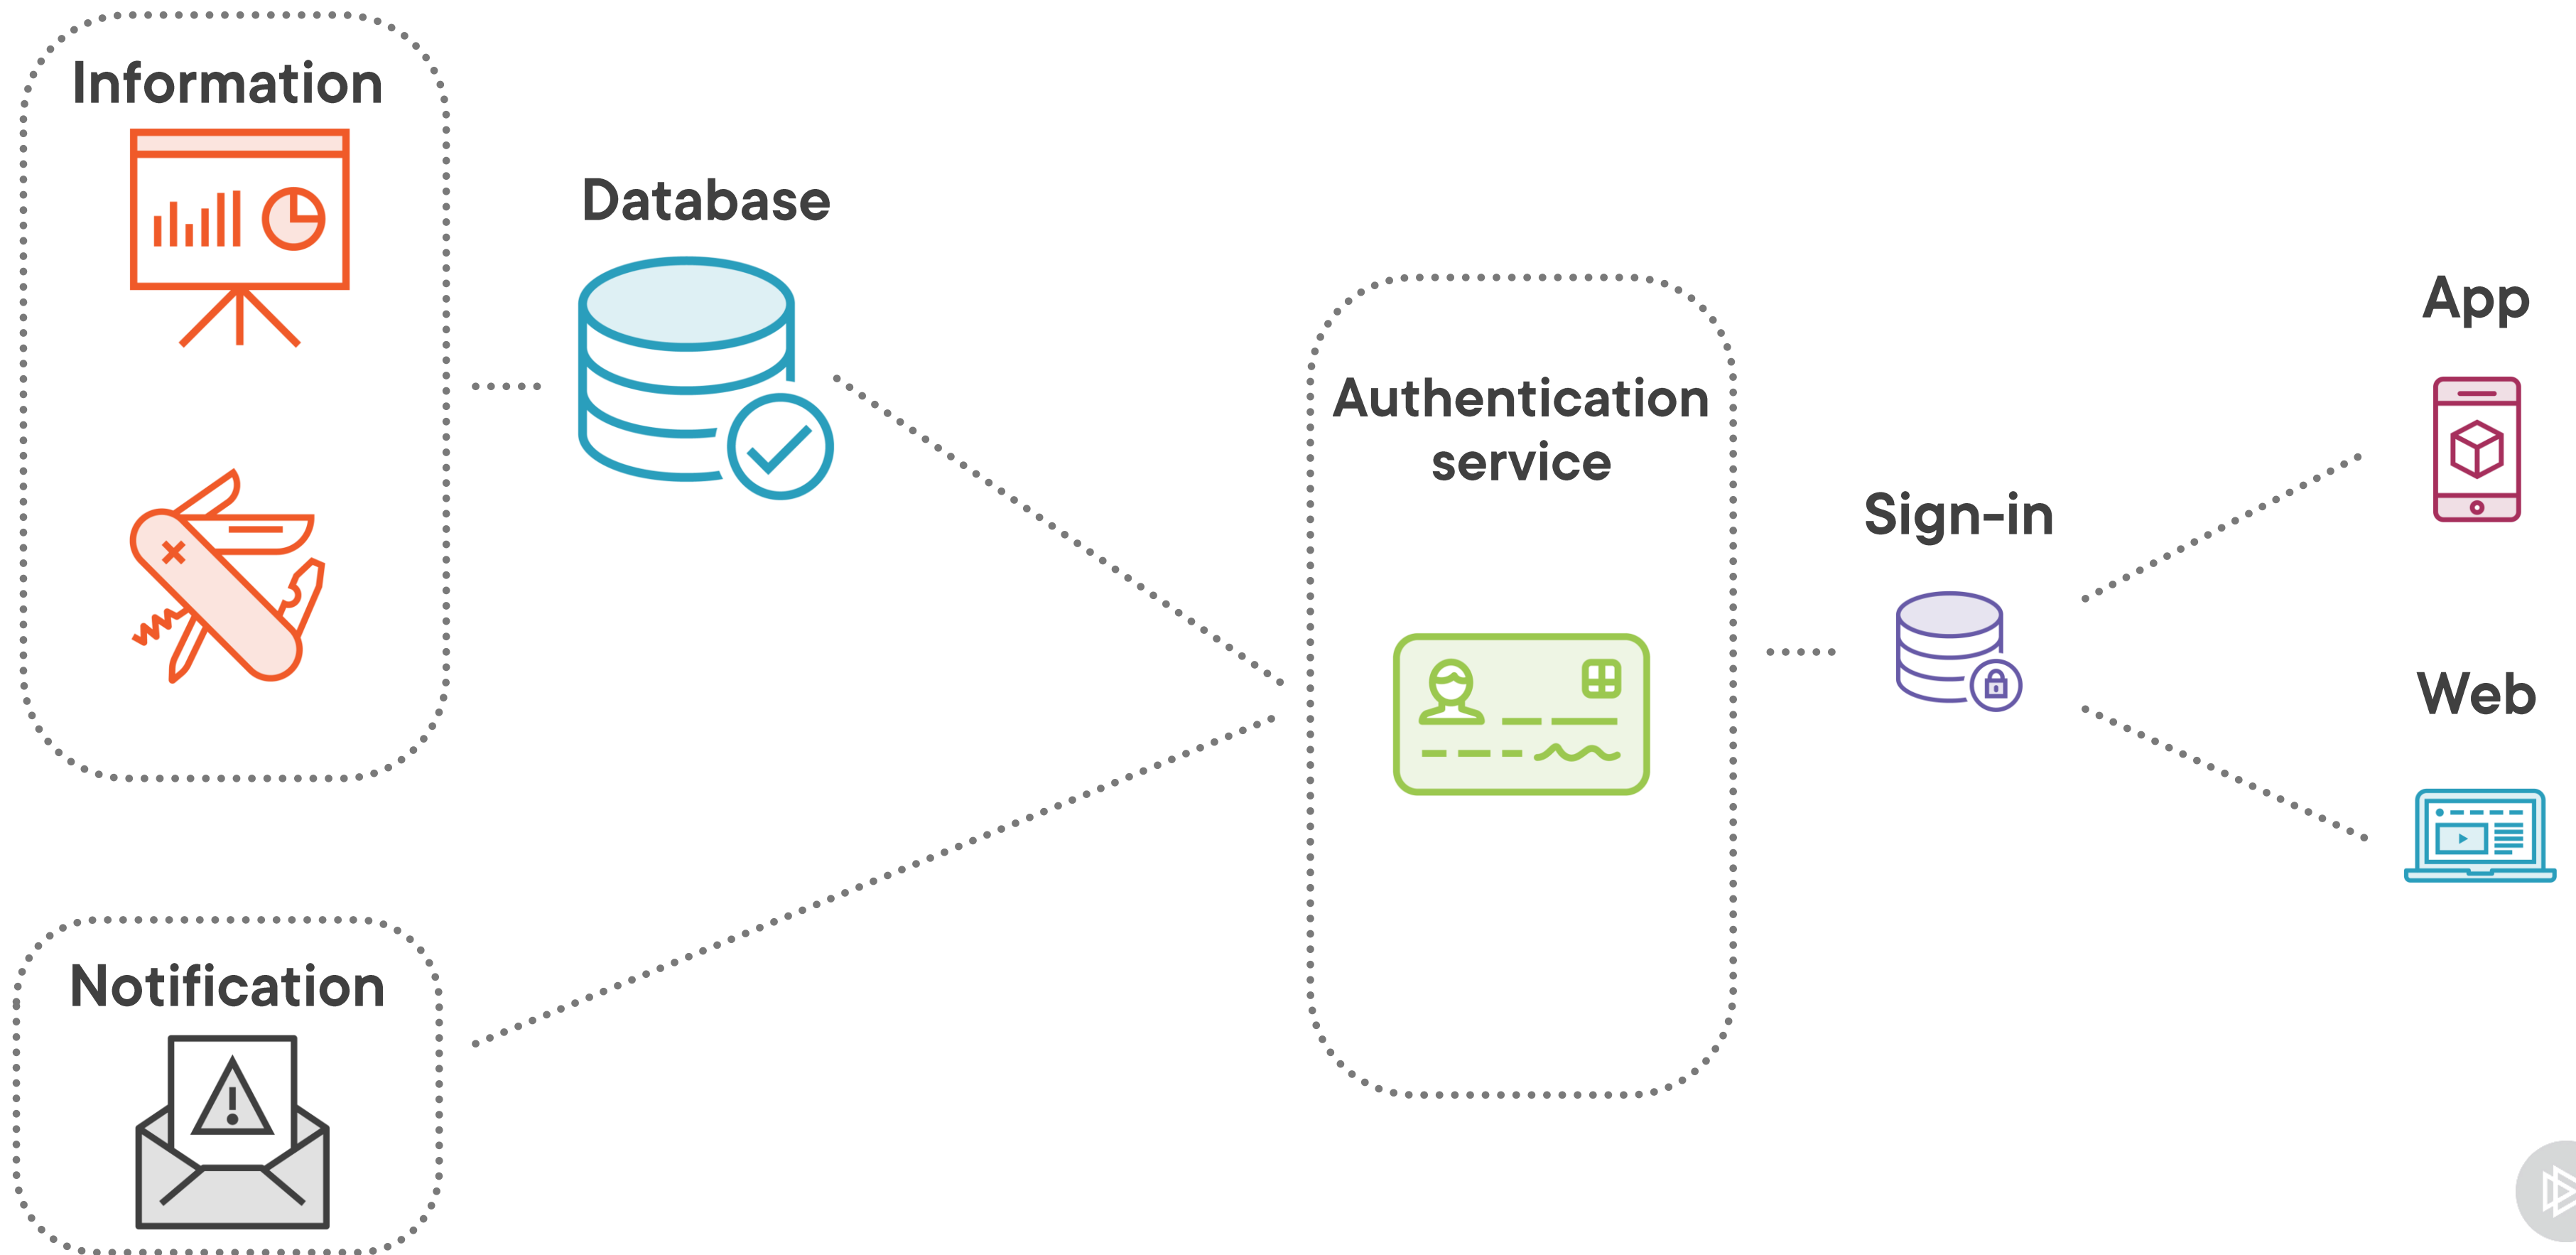 Information
Database
App
Authentication
service
Sign-in
Web
Notification